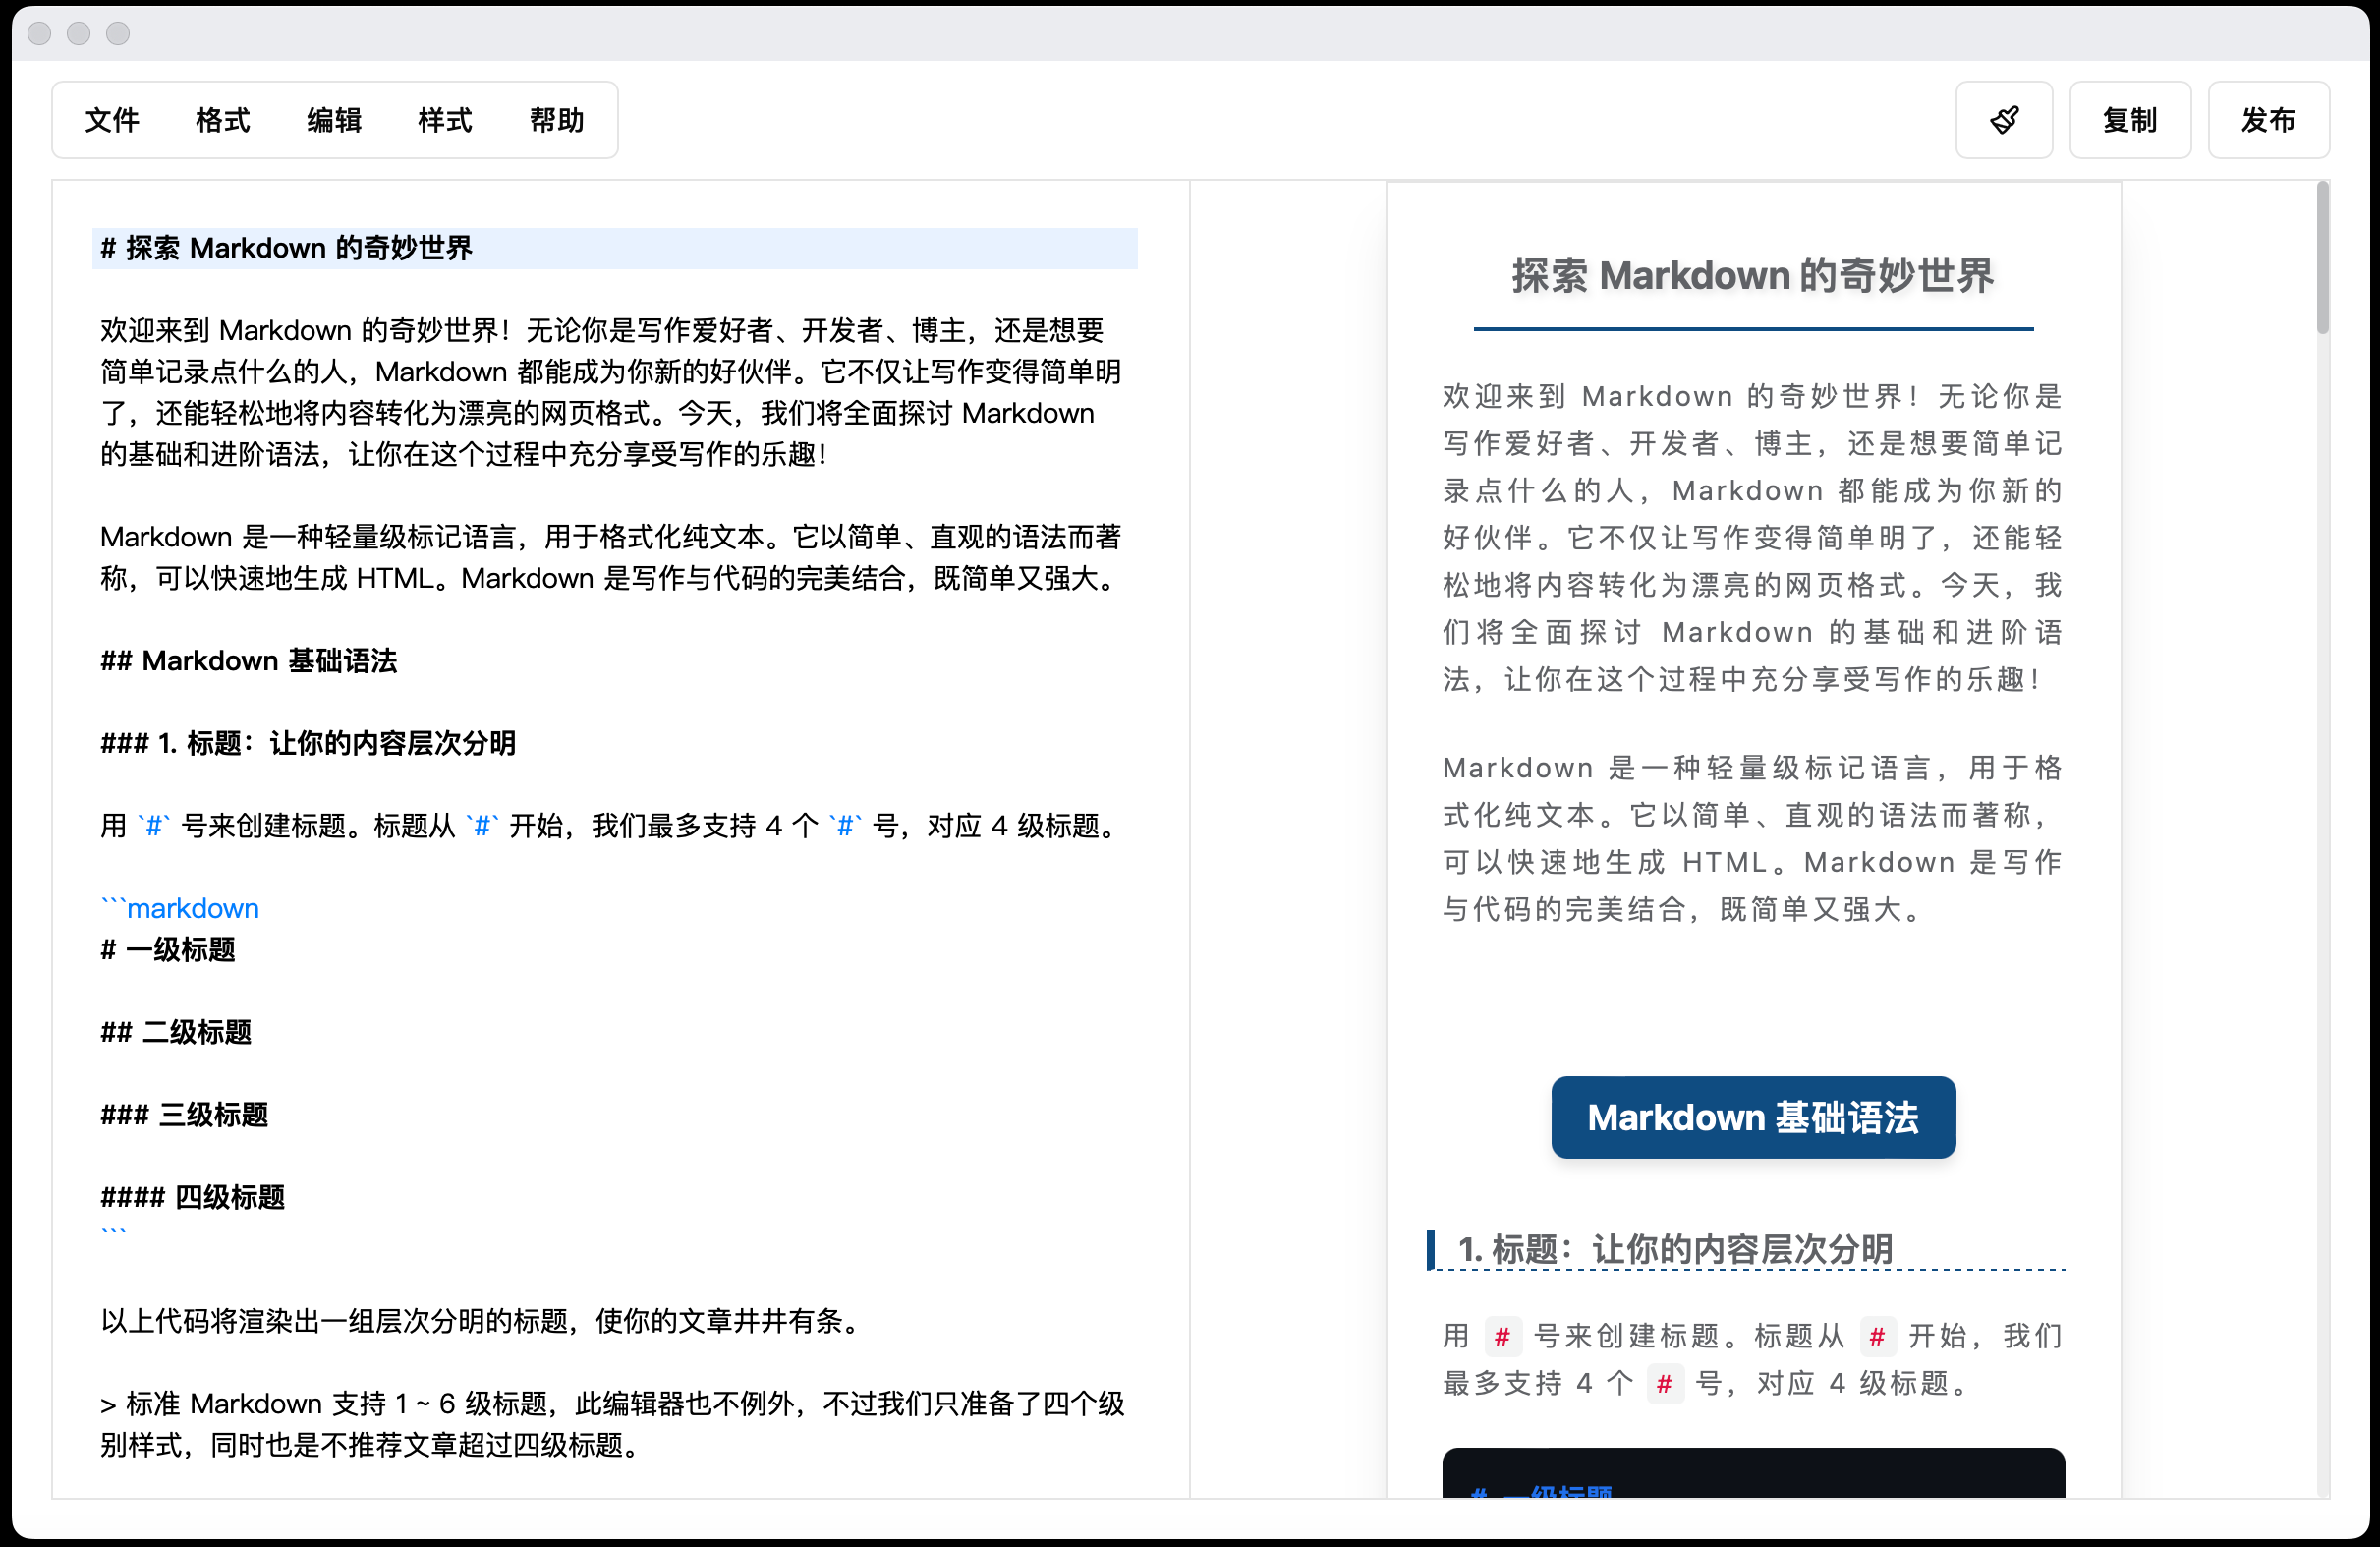 文件 格式 编辑 样式 帮助
复制 发布
# 探索 Markdown 的奇妙世界
欢迎来到 Markdown 的奇妙世界！无论你是写作爱好者、开发者、博主，还是想要
简单记录点什么的人，Markdown 都能成为你新的好伙伴。它不仅让写作变得简单明
了，还能轻松地将内容转化为漂亮的网页格式。今天，我们将全面探讨 Markdown
的基础和进阶语法，让你在这个过程中充分享受写作的乐趣！
Markdown 是一种轻量级标记语言，用于格式化纯文本。它以简单、直观的语法而著
称，可以快速地生成 HTML。Markdown 是写作与代码的完美结合，既简单又强大。
## Markdown 基础语法
### 1. 标题：让你的内容层次分明
用 `#` 号来创建标题。标题从 `#` 开始，我们最多支持 4 个 `#` 号，对应 4 级标题。
```markdown
# 一级标题
## 二级标题
### 三级标题
#### 四级标题
```
以上代码将渲染出一组层次分明的标题，使你的文章井井有条。
> 标准 Markdown 支持 1 ~ 6 级标题，此编辑器也不例外，不过我们只准备了四个级
别样式，同时也是不推荐文章超过四级标题。
探索 Markdown 的奇妙世界
欢迎来到 Markdown 的奇妙世界！无论你是
写作爱好者、开发者、博主，还是想要简单记
录点什么的人，Markdown 都能成为你新的
好伙伴。它不仅让写作变得简单明了，还能轻
松地将内容转化为漂亮的网页格式。今天，我
们将全面探讨 Markdown 的基础和进阶语
法，让你在这个过程中充分享受写作的乐趣！
Markdown 是一种轻量级标记语言，用于格
式化纯文本。它以简单、直观的语法而著称，
可以快速地生成 HTML。Markdown 是写作
与代码的完美结合，既简单又强大。
Markdown 基础语法
1. 标题：让你的内容层次分明
用 # 号来创建标题。标题从 # 开始，我们
最多支持 4 个 # 号，对应 4 级标题。
# 一级标题